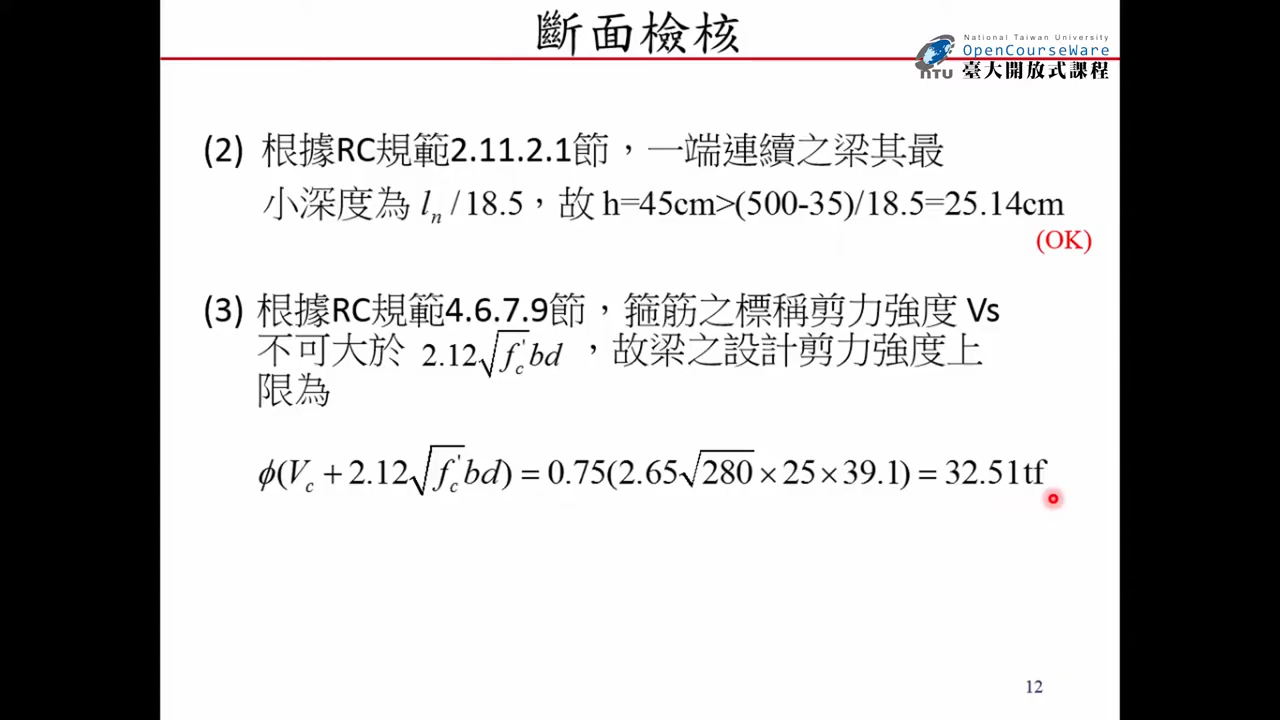 斷面檢核
National Taiwan University
OpenCourseWare
NTU 臺大開放式課程
(2) 根據RC規範2.11.2.1節，一端連續之梁其最
小深度為 lₙ /18.5，故 h=45cm>(500-35)/18.5=25.14cm
(OK)
(3) 根據RC規範4.6.7.9節，箍筋之標稱剪力強度 Vs
不可大於 2.12√f'c bd ，故梁之設計剪力強度上
限為
ϕ(Vc + 2.12√f'c bd) = 0.75(2.65√280 × 25 × 39.1) = 32.51tf
12